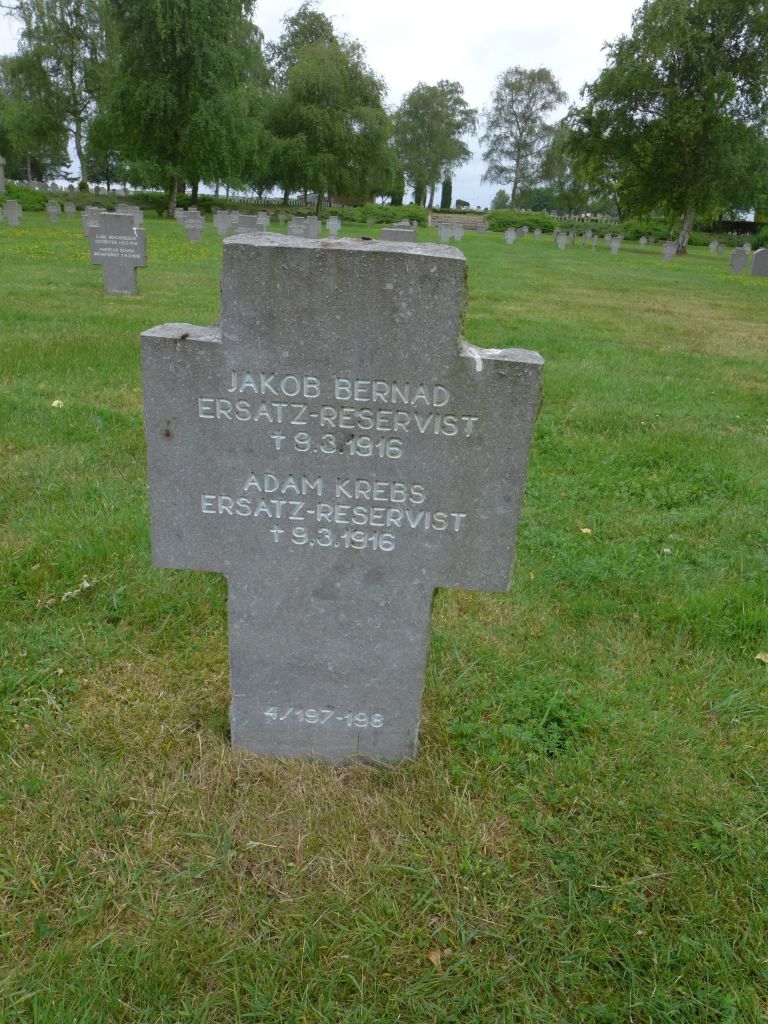 JAKOB BERNAD
ERSATZ-RESERVIST
† 9.3.1916
ADAM KREBS
ERSATZ-RESERVIST
† 9.3.1916
4/197-198